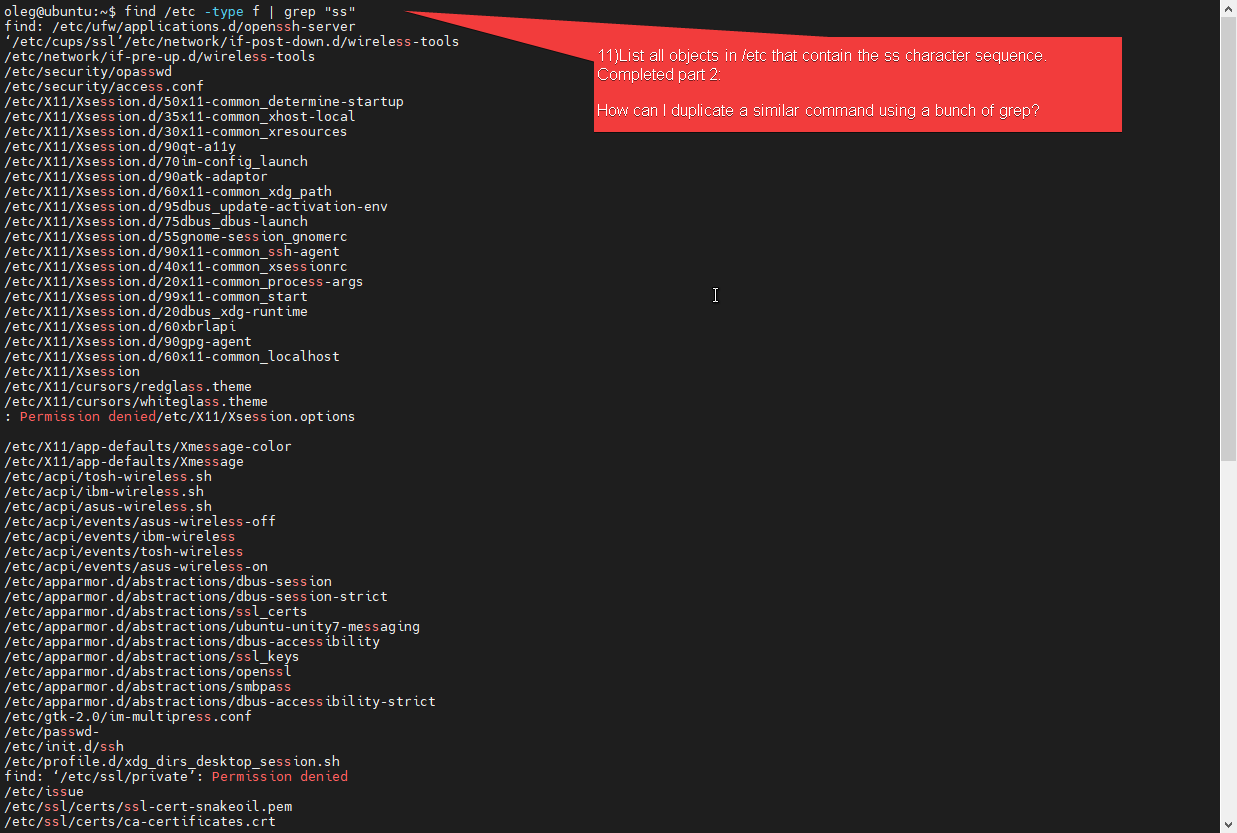 oleg@ubuntu:~$ find /etc -type f | grep "ss"
find: /etc/ufw/applications.d/openssh-server
‘/etc/cups/ssl’/etc/network/if-post-down.d/wireless-tools
/etc/network/if-pre-up.d/wireless-tools
/etc/security/opasswd
/etc/security/access.conf
/etc/X11/Xsession.d/50x11-common_determine-startup
/etc/X11/Xsession.d/35x11-common_xhost-local
/etc/X11/Xsession.d/30x11-common_xresources
/etc/X11/Xsession.d/90qt-a11y
/etc/X11/Xsession.d/70im-config_launch
/etc/X11/Xsession.d/90atk-adaptor
/etc/X11/Xsession.d/60x11-common_xdg_path
/etc/X11/Xsession.d/95dbus_update-activation-env
/etc/X11/Xsession.d/75dbus_dbus-launch
/etc/X11/Xsession.d/55gnome-session_gnomerc
/etc/X11/Xsession.d/90x11-common_ssh-agent
/etc/X11/Xsession.d/40x11-common_xsessionrc
/etc/X11/Xsession.d/20x11-common_process-args
/etc/X11/Xsession.d/99x11-common_start
/etc/X11/Xsession.d/20dbus_xdg-runtime
/etc/X11/Xsession.d/60xbrlapi
/etc/X11/Xsession.d/90gpg-agent
/etc/X11/Xsession.d/60x11-common_localhost
/etc/X11/Xsession
/etc/X11/cursors/redglass.theme
/etc/X11/cursors/whiteglass.theme
: Permission denied/etc/X11/Xsession.options
/etc/X11/app-defaults/Xmessage-color
/etc/X11/app-defaults/Xmessage
/etc/acpi/tosh-wireless.sh
/etc/acpi/ibm-wireless.sh
/etc/acpi/asus-wireless.sh
/etc/acpi/events/asus-wireless-off
/etc/acpi/events/ibm-wireless
/etc/acpi/events/tosh-wireless
/etc/acpi/events/asus-wireless-on
/etc/apparmor.d/abstractions/dbus-session
/etc/apparmor.d/abstractions/dbus-session-strict
/etc/apparmor.d/abstractions/ssl_certs
/etc/apparmor.d/abstractions/ubuntu-unity7-messaging
/etc/apparmor.d/abstractions/dbus-accessibility
/etc/apparmor.d/abstractions/ssl_keys
/etc/apparmor.d/abstractions/openssl
/etc/apparmor.d/abstractions/smbpass
/etc/apparmor.d/abstractions/dbus-accessibility-strict
/etc/gtk-2.0/im-multipress.conf
/etc/passwd-
/etc/init.d/ssh
/etc/profile.d/xdg_dirs_desktop_session.sh
find: ‘/etc/ssl/private’: Permission denied
/etc/issue
/etc/ssl/certs/ssl-cert-snakeoil.pem
/etc/ssl/certs/ca-certificates.crt
11)List all objects in /etc that contain the ss character sequence.
Completed part 2:
How can I duplicate a similar command using a bunch of grep?